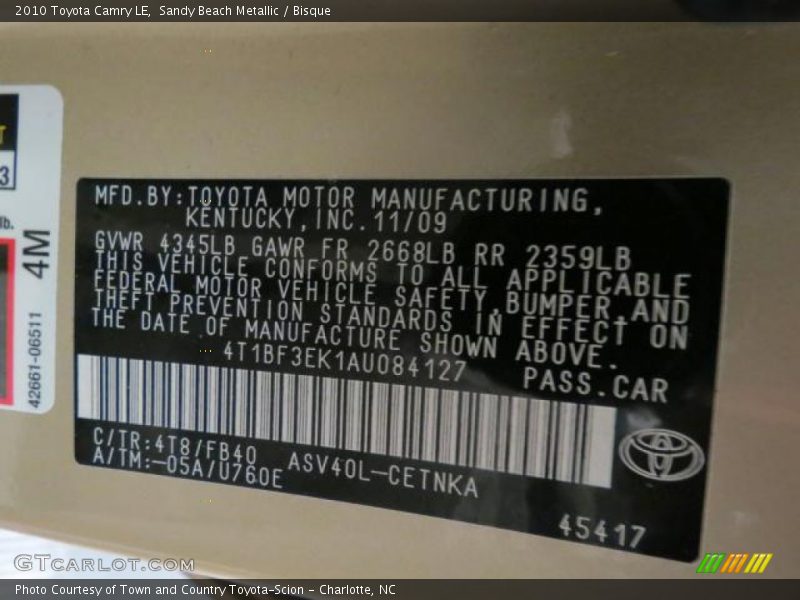 2010 Toyota Camry LE,  Sandy Beach Metallic / Bisque
T
3
lb.
4M
42661-06511
MFD.BY:TOYOTA MOTOR MANUFACTURING,
KENTUCKY,INC.11/09
GVWR 4345LB GAWR FR 2668LB RR 2359LB
THIS VEHICLE CONFORMS TO ALL APPLICABLE
FEDERAL MOTOR VEHICLE SAFETY,BUMPER,AND
THEFT PREVENTION STANDARDS IN EFFECT ON
THE DATE OF MANUFACTURE SHOWN ABOVE.
4T1BF3EK1AU084127
PASS.CAR
C/TR:4T8/FB40
A/TM:-05A/U760E
ASV40L-CETNKA
45417
GTCARLOT.COM
Photo Courtesy of Town and Country Toyota-Scion - Charlotte, NC